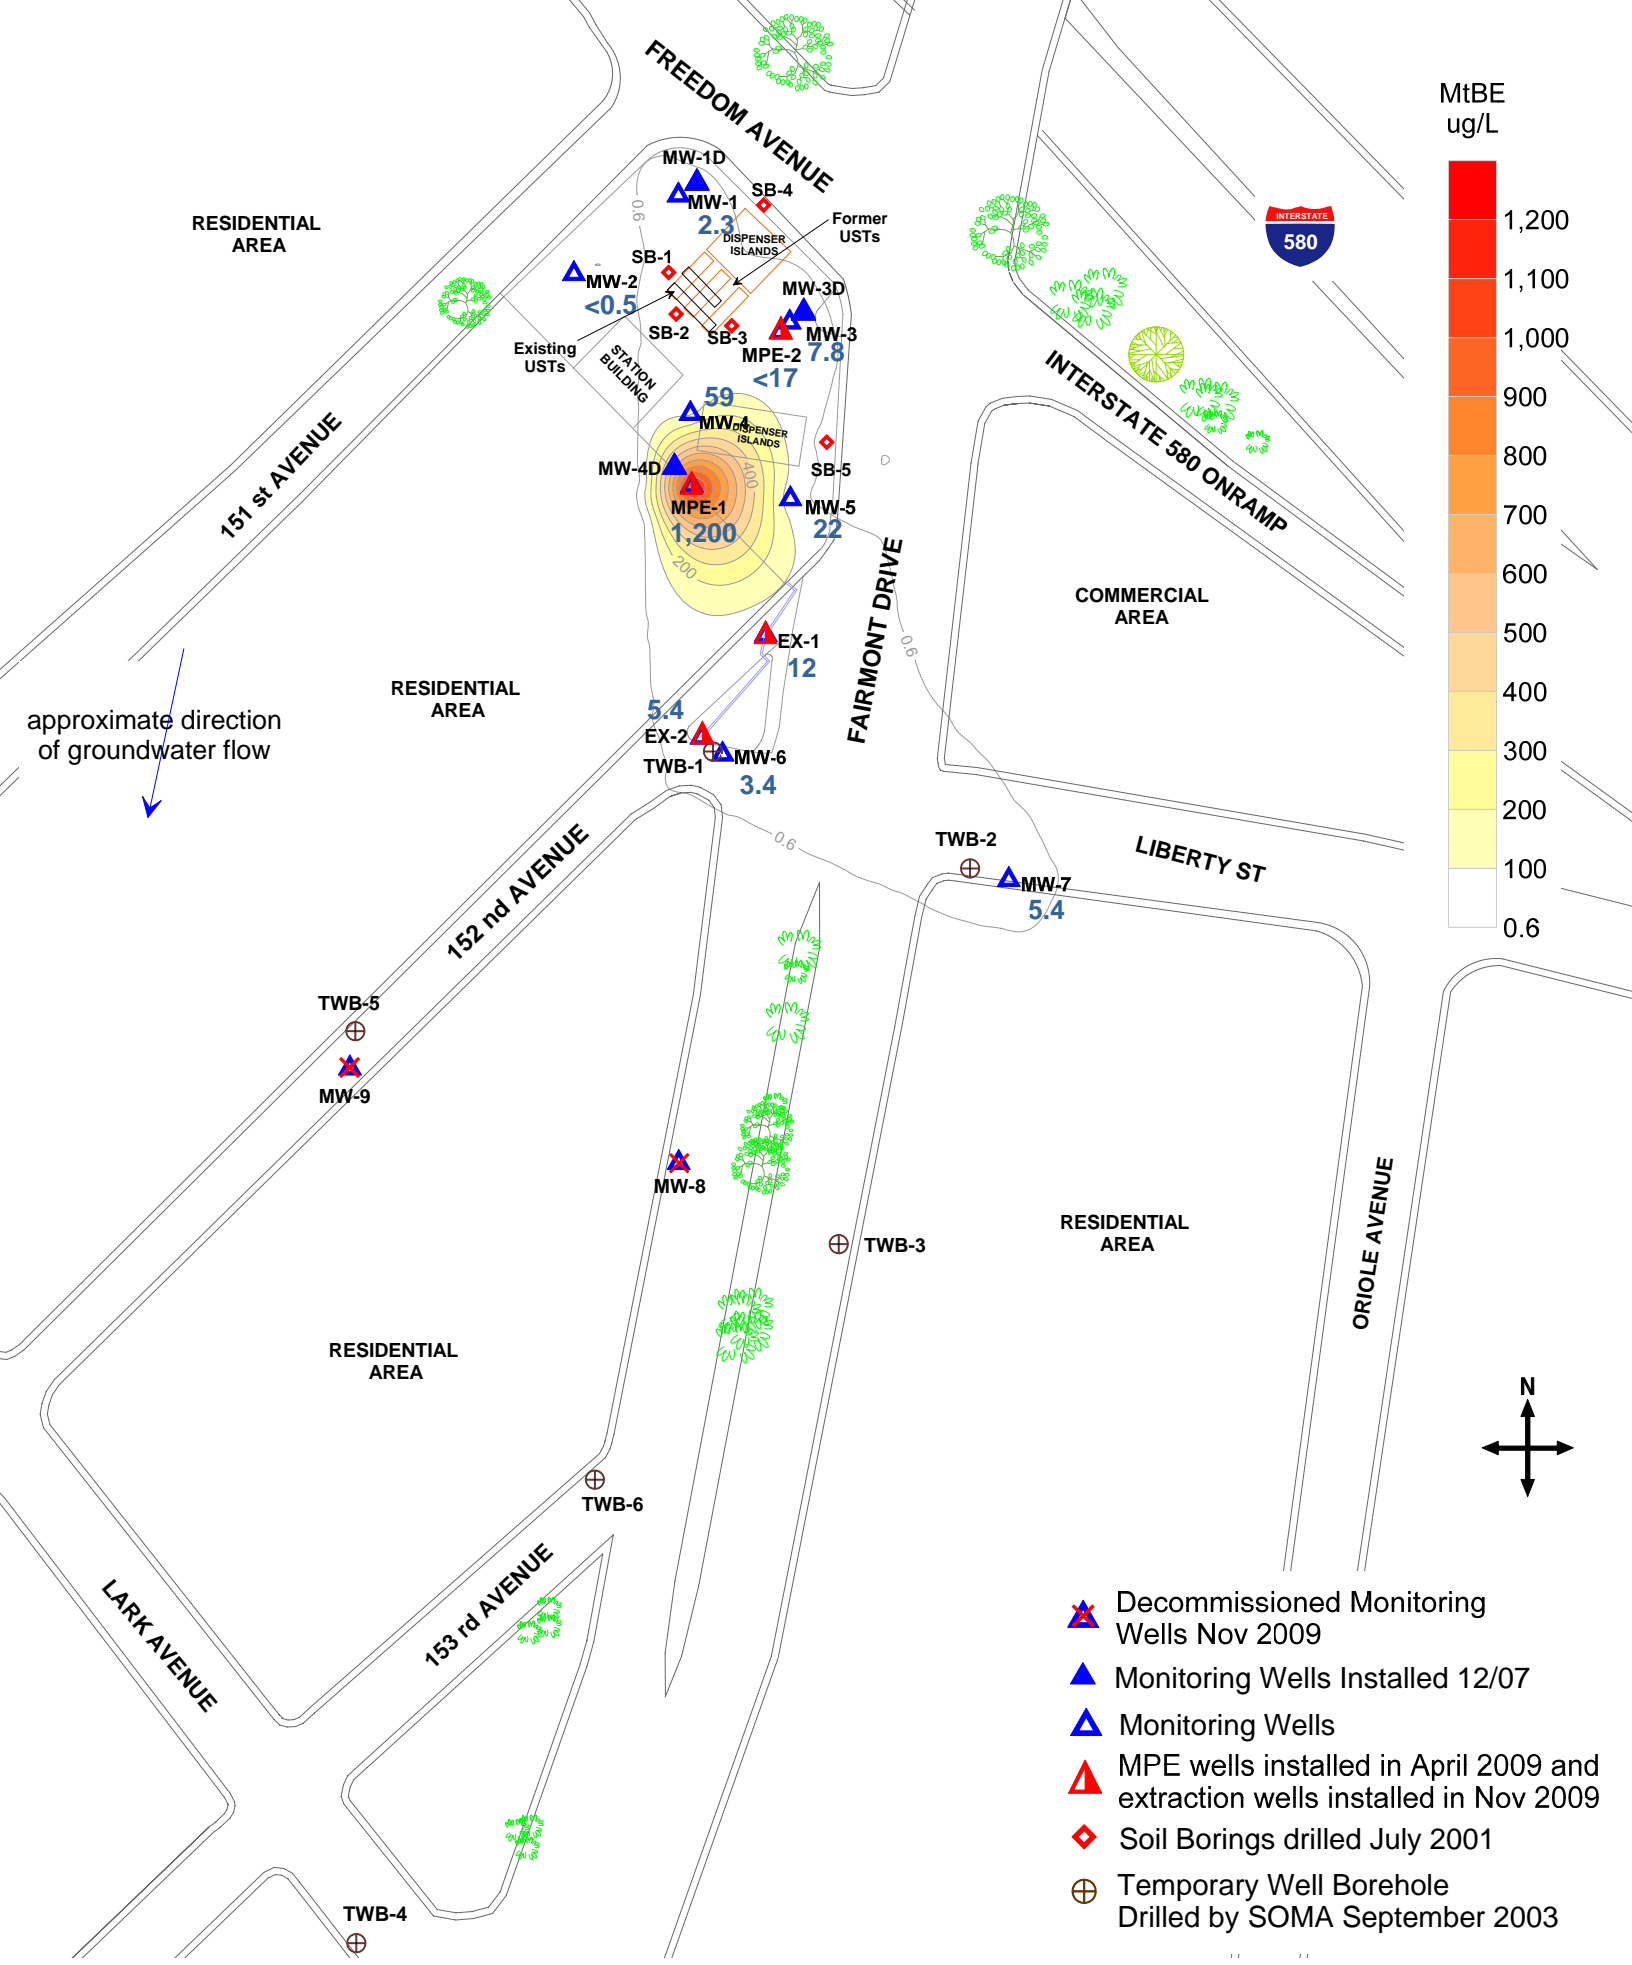 FREEDOM AVENUE
MtBE
ug/L
1,200
1,100
1,000
900
800
700
600
500
400
300
200
100
0.6
INTERSTATE
580
RESIDENTIAL
AREA
MW-1D
MW-1
2.3
SB-4
Former
USTs
DISPENSER
ISLANDS
0.6
SB-1
MW-2
<0.5
MW-3D
MW-3
7.8
SB-2
SB-3
MPE-2
<17
Existing
USTs
STATION
BUILDING
59
MW-4
DISPENSER
ISLANDS
MW-4D
400
SB-5
MPE-1
1,200
MW-5
22
200
151 st AVENUE
INTERSTATE 580 ONRAMP
COMMERCIAL
AREA
FAIRMONT DRIVE
0.6
EX-1
12
RESIDENTIAL
AREA
approximate direction
of groundwater flow
5.4
EX-2
TWB-1
MW-6
3.4
0.6
TWB-2
MW-7
5.4
LIBERTY ST
152 nd AVENUE
TWB-5
MW-9
MW-8
TWB-3
RESIDENTIAL
AREA
ORIOLE AVENUE
RESIDENTIAL
AREA
N
TWB-6
153 rd AVENUE
LARK AVENUE
TWB-4
Decommissioned Monitoring
Wells Nov 2009
Monitoring Wells Installed 12/07
Monitoring Wells
MPE wells installed in April 2009 and
extraction wells installed in Nov 2009
Soil Borings drilled July 2001
Temporary Well Borehole
Drilled by SOMA September 2003